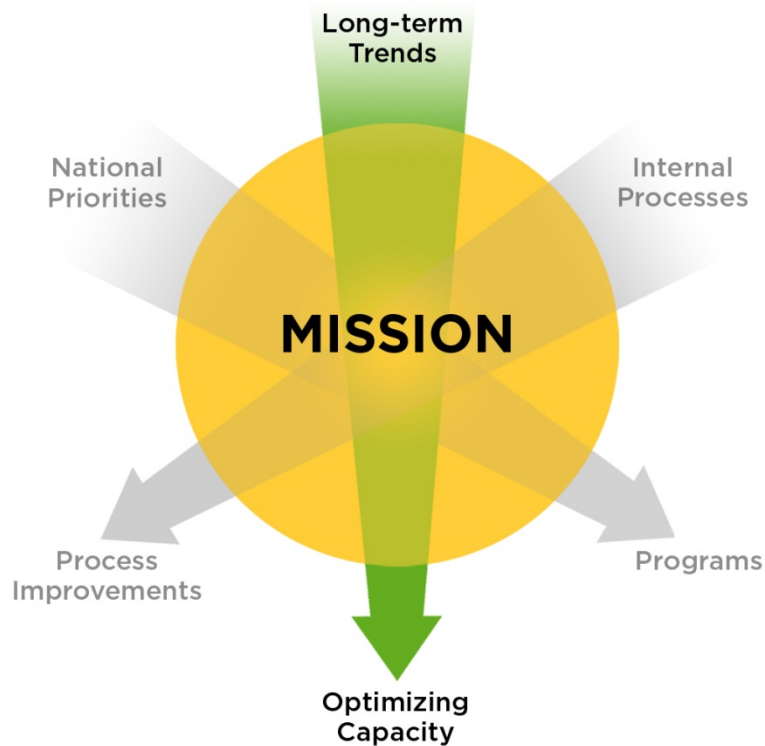 Long-term
Trends
National
Priorities
Internal
Processes
MISSION
Process
Improvements
Programs
Optimizing
Capacity